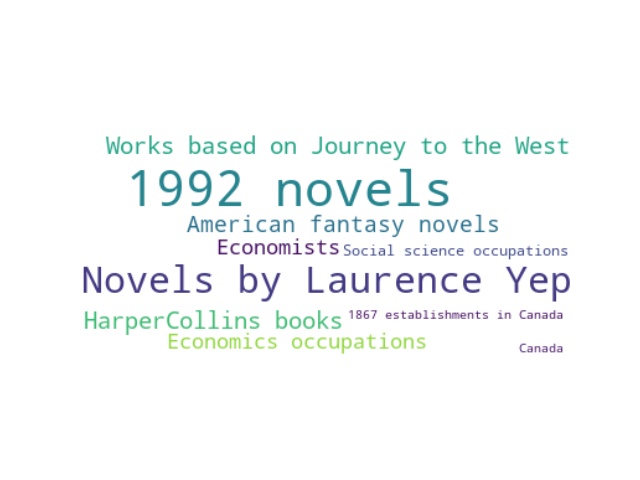 Works based on Journey to the West
1992 novels
American fantasy novels
Economists Social science occupations
Novels by Laurence Yep
HarperCollins books 1867 establishments in Canada
Economics occupations
Canada